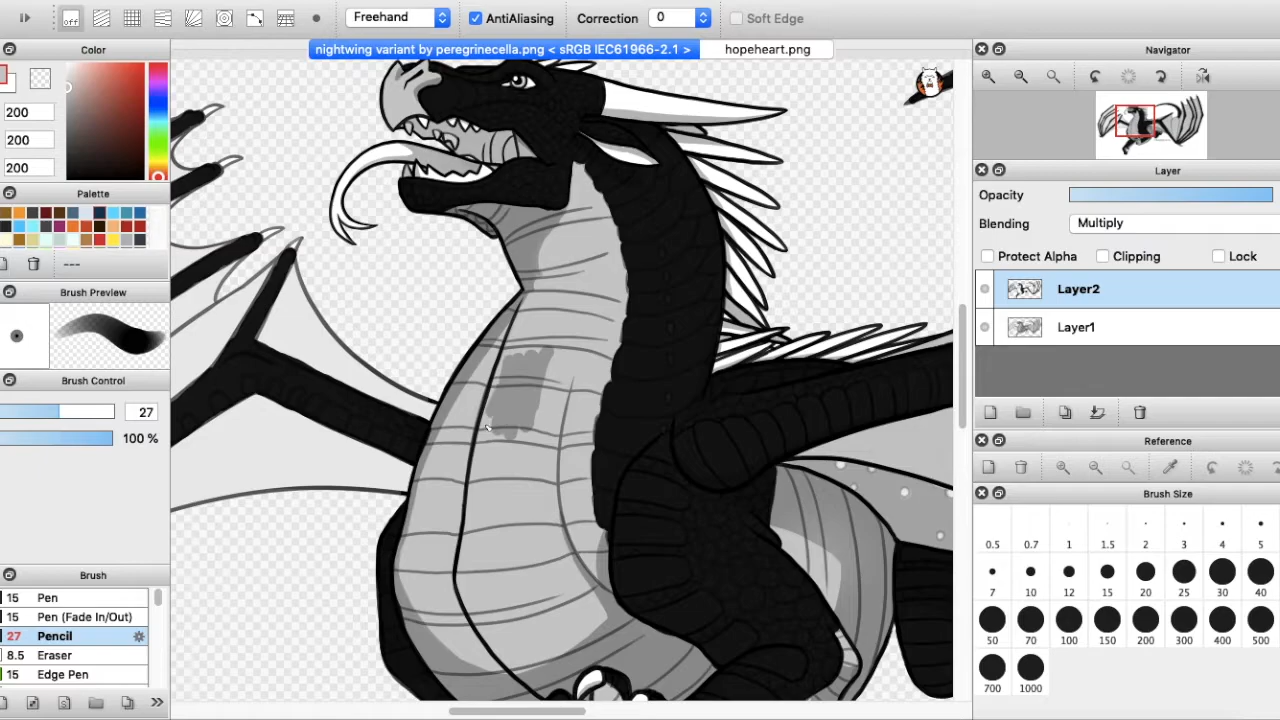 off Freehand AntiAliasing Correction 0 Soft Edge
nightwing variant by peregrinecella.png < sRGB IEC61966-2.1 > hopeheart.png
Color
200
200
200
Palette
---
Brush Preview
Brush Control
27
100 %
Brush
15 Pen
15 Pen (Fade In/Out)
27 Pencil
8.5 Eraser
15 Edge Pen
Navigator
Layer
Opacity
Blending Multiply
Protect Alpha Clipping Lock
Layer2
Layer1
Reference
Brush Size
0.5 0.7 1 1.5 2 3 4 5
7 10 12 15 20 25 30 40
50 70 100 150 200 300 400 500
700 1000